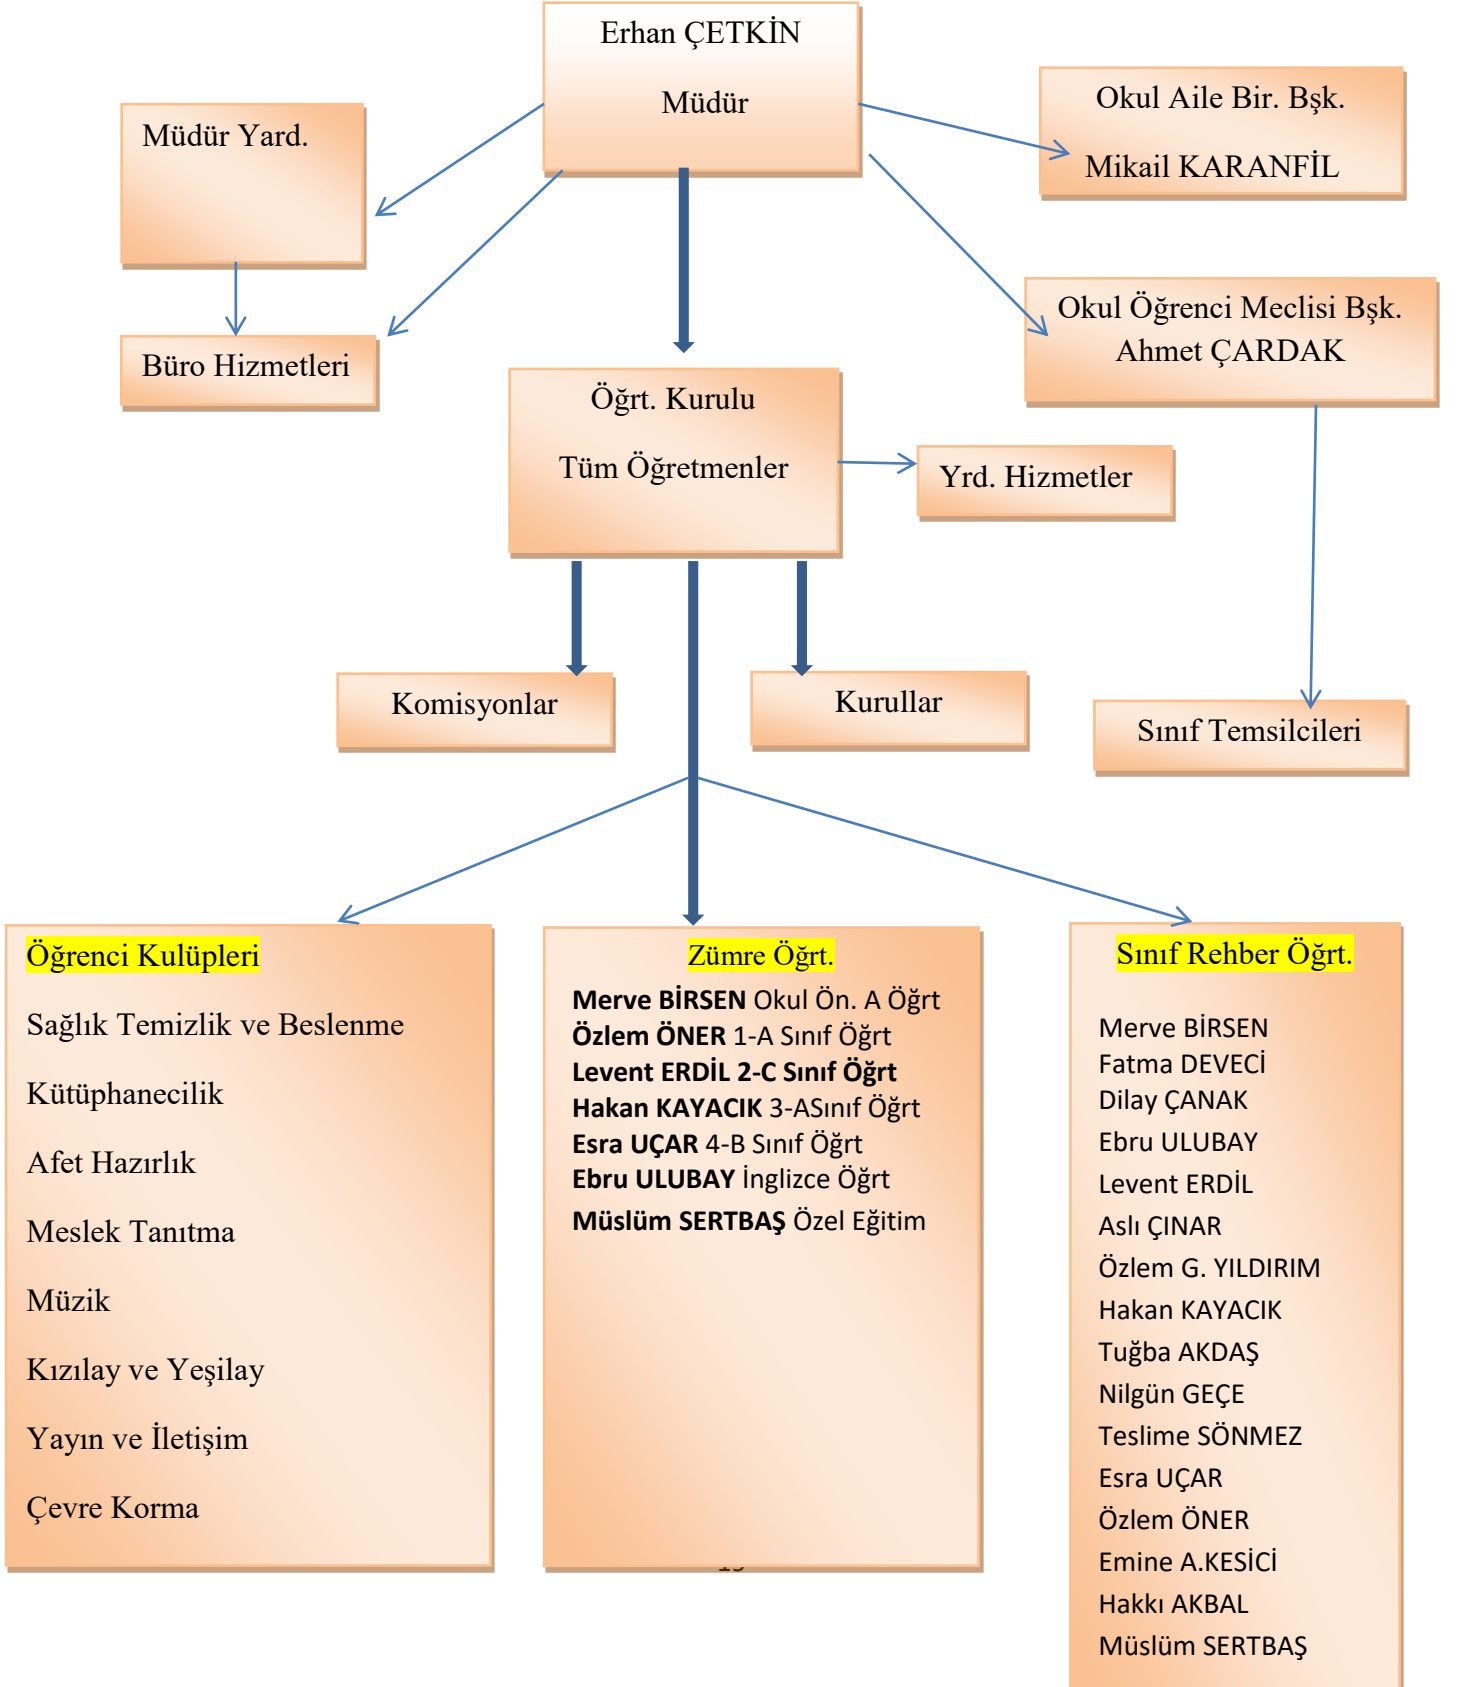 Erhan ÇETKİN
Müdür
Okul Aile Bir. Bşk.
Mikail KARANFİL
Müdür Yard.
Okul Öğrenci Meclisi Bşk.
Ahmet ÇARDAK
Büro Hizmetleri
Öğrt. Kurulu
Tüm Öğretmenler
Yrd. Hizmetler
Komisyonlar
Kurullar
Sınıf Temsilcileri
Öğrenci Kulüpleri
Sağlık Temizlik ve Beslenme
Kütüphanecilik
Afet Hazırlık
Meslek Tanıtma
Müzik
Kızılay ve Yeşilay
Yayın ve İletişim
Çevre Korma
Zümre Öğrt.
Merve BİRSEN Okul Ön. A Öğrt
Özlem ÖNER 1-A Sınıf Öğrt
Levent ERDİL 2-C Sınıf Öğrt
Hakan KAYACIK 3-ASınıf Öğrt
Esra UÇAR 4-B Sınıf Öğrt
Ebru ULUBAY İnglizce Öğrt
Müslüm SERTBAŞ Özel Eğitim
Sınıf Rehber Öğrt.
Merve BİRSEN
Fatma DEVECİ
Dilay ÇANAK
Ebru ULUBAY
Levent ERDİL
Aslı ÇINAR
Özlem G. YILDIRIM
Hakan KAYACIK
Tuğba AKDAŞ
Nilgün GEÇE
Teslime SÖNMEZ
Esra UÇAR
Özlem ÖNER
Emine A.KESİCİ
Hakkı AKBAL
Müslüm SERTBAŞ